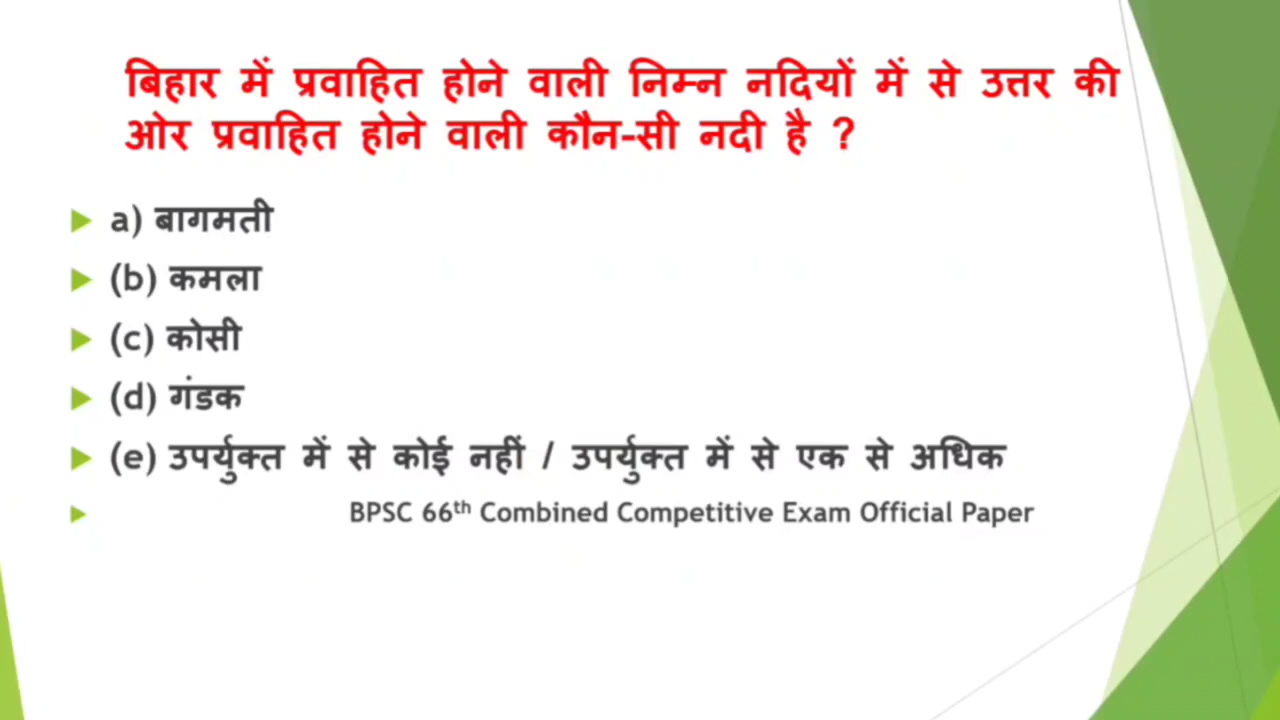 बिहार में प्रवाहित होने वाली निम्न नदियों में से उत्तर की
ओर प्रवाहित होने वाली कौन-सी नदी है ?
a) बागमती
(b) कमला
(c) कोसी
(d) गंडक
(e) उपर्युक्त में से कोई नहीं / उपर्युक्त में से एक से अधिक
BPSC 66th Combined Competitive Exam Official Paper